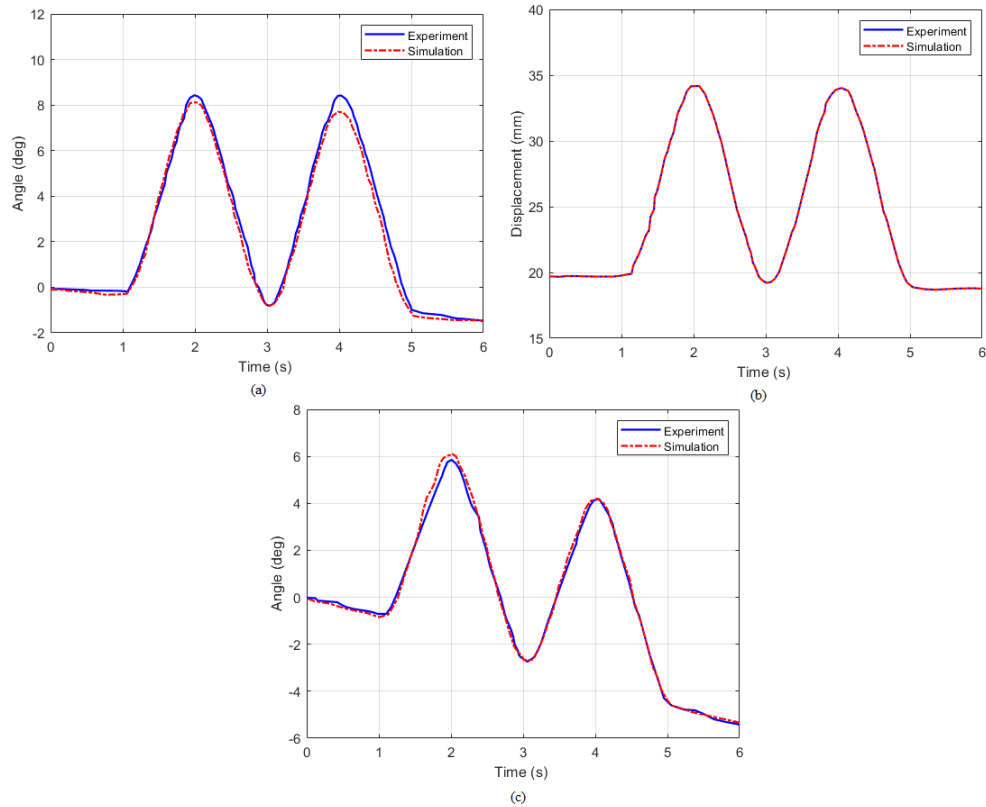 12
10
8
6
4
2
0
-2
Angle (deg)
Experiment
Simulation
0 1 2 3 4 5 6
Time (s)
(a)
40
35
30
25
20
15
Displacement (mm)
Experiment
Simulation
0 1 2 3 4 5 6
Time (s)
(b)
8
6
4
2
0
-2
-4
-6
Angle (deg)
Experiment
Simulation
0 1 2 3 4 5 6
Time (s)
(c)